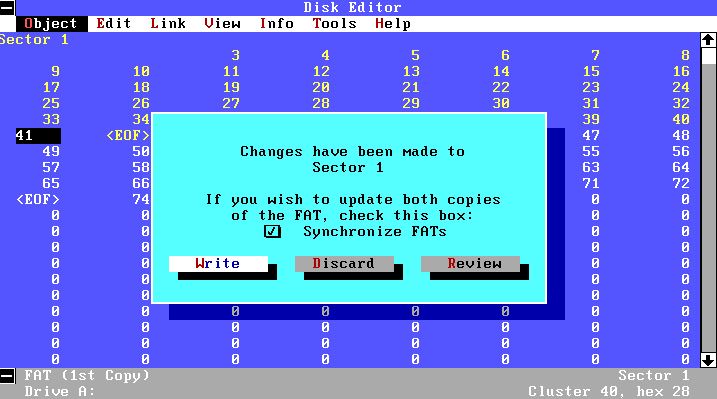 Disk Editor
Object Edit Link View Info Tools Help
Sector 1
3 4 5 6 7 8
9 10 11 12 13 14 15 16
17 18 19 20 21 22 23 24
25 26 27 28 29 30 31 32
33 34 39 40
41 <EOF> 47 48
49 50 55 56
57 58 63 64
65 66 71 72
<EOF> 74 0 0
0 0 0 0
0 0 0 0
0 0 0 0
0 0 0 0
0 0 0 0
0 0 0 0
0 0 0 0 0 0 0 0
0 0 0 0 0 0 0 0
0 0 0 0 0 0 0 0
0 0 0 0 0 0 0 0
Changes have been made to
Sector 1
If you wish to update both copies
of the FAT, check this box:
Synchronize FATs
Write Discard Review
FAT (1st Copy) Sector 1
Drive A: Cluster 40, hex 28